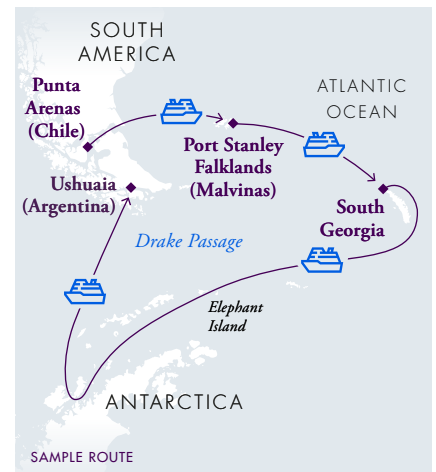 SOUTH
AMERICA
Punta
Arenas
(Chile)
ATLANTIC
OCEAN
Port Stanley
Falklands
(Malvinas)
Ushuaia
(Argentina)
South
Georgia
Drake Passage
Elephant
Island
ANTARCTICA
SAMPLE ROUTE